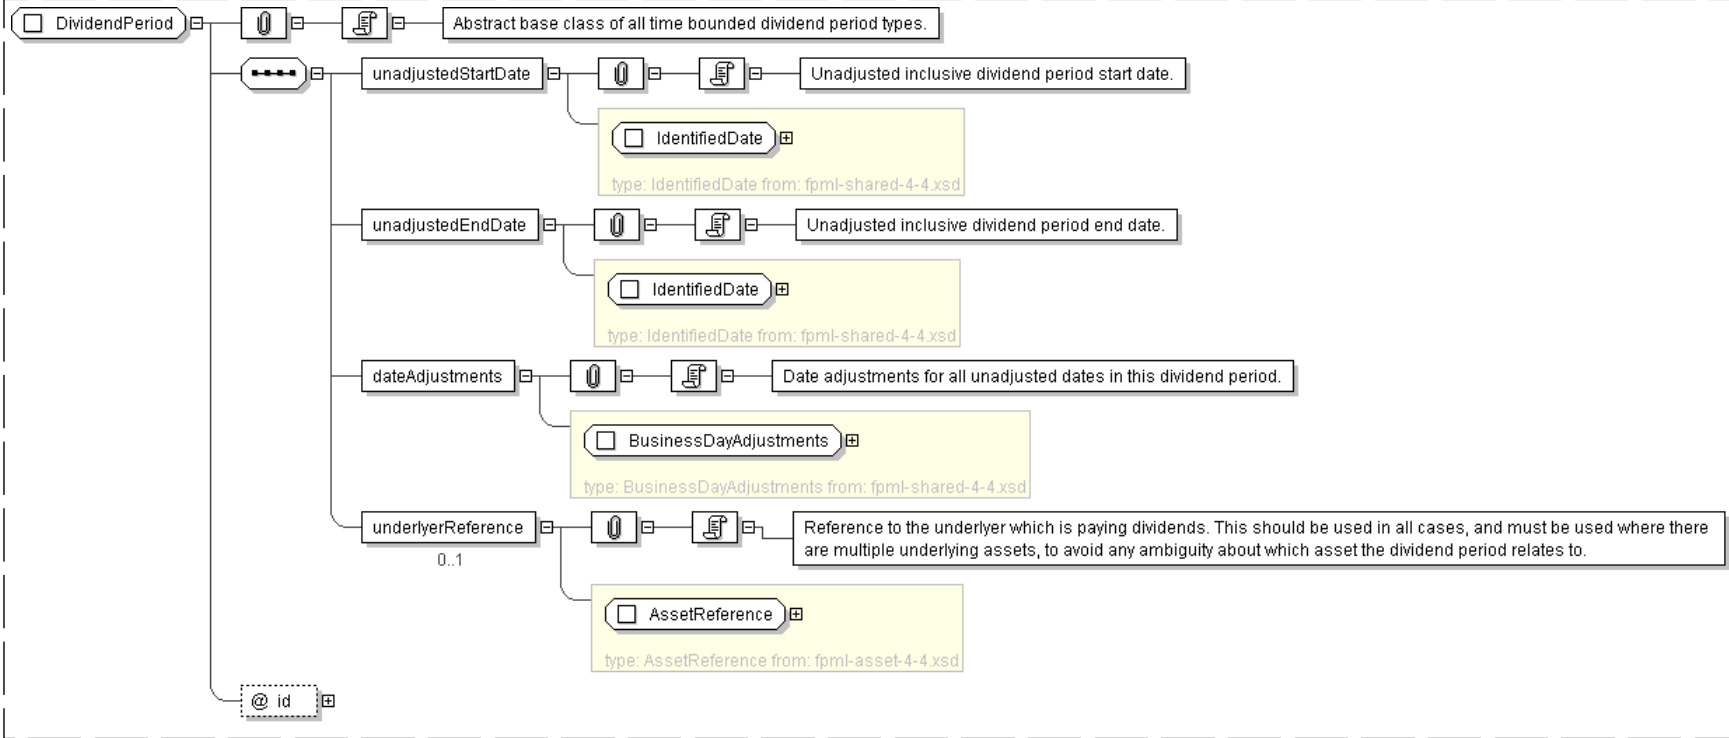 DividendPeriod
Abstract base class of all time bounded dividend period types.
unadjustedStartDate
Unadjusted inclusive dividend period start date.
IdentifiedDate
type: IdentifiedDate from: fpml-shared-4-4.xsd
unadjustedEndDate
Unadjusted inclusive dividend period end date.
IdentifiedDate
type: IdentifiedDate from: fpml-shared-4-4.xsd
dateAdjustments
Date adjustments for all unadjusted dates in this dividend period.
BusinessDayAdjustments
type: BusinessDayAdjustments from: fpml-shared-4-4.xsd
underlyerReference
0..1
Reference to the underlyer which is paying dividends. This should be used in all cases, and must be used where there
are multiple underlying assets, to avoid any ambiguity about which asset the dividend period relates to.
AssetReference
type: AssetReference from: fpml-asset-4-4.xsd
@ id